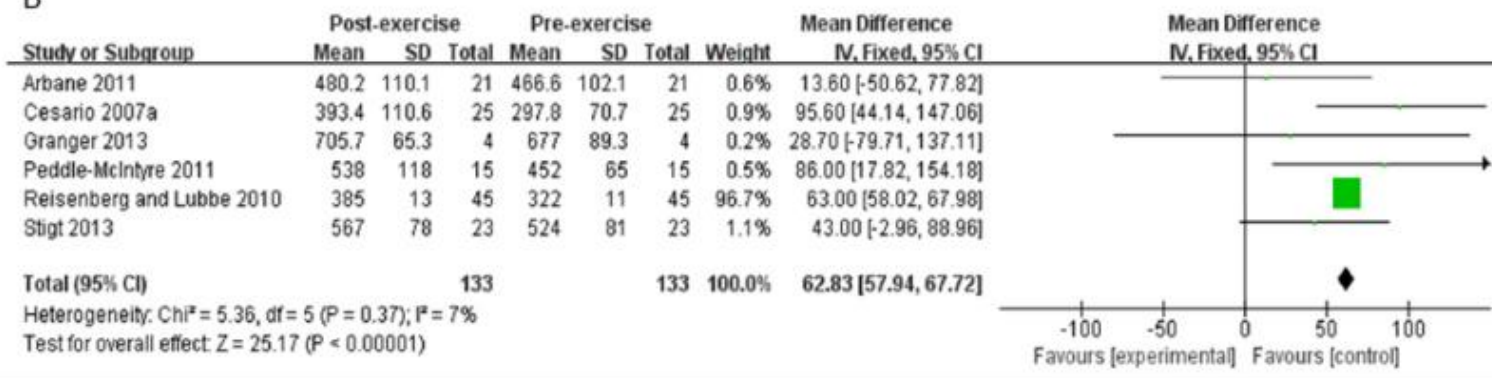 Post-exercise Pre-exercise Mean Difference Mean Difference
Study or Subgroup Mean SD Total Mean SD Total Weight IV, Fixed, 95% CI IV, Fixed, 95% CI
Arbane 2011 480.2 110.1 21 466.6 102.1 21 0.6% 13.60 [-50.62, 77.82]
Cesario 2007a 393.4 110.6 25 297.8 70.7 25 0.9% 95.60 [44.14, 147.06]
Granger 2013 705.7 65.3 4 677 89.3 4 0.2% 28.70 [-79.71, 137.11]
Peddle-McIntyre 2011 538 118 15 452 65 15 0.5% 86.00 [17.82, 154.18]
Reisenberg and Lubbe 2010 385 13 45 322 11 45 96.7% 63.00 [58.02, 67.98]
Stigt 2013 567 78 23 524 81 23 1.1% 43.00 [-2.96, 88.96]
Total (95% CI) 133 133 100.0% 62.83 [57.94, 67.72]
Heterogeneity: Chi² = 5.36, df = 5 (P = 0.37); I² = 7%
Test for overall effect: Z = 25.17 (P < 0.00001)
-100 -50 0 50 100
Favours [experimental] Favours [control]